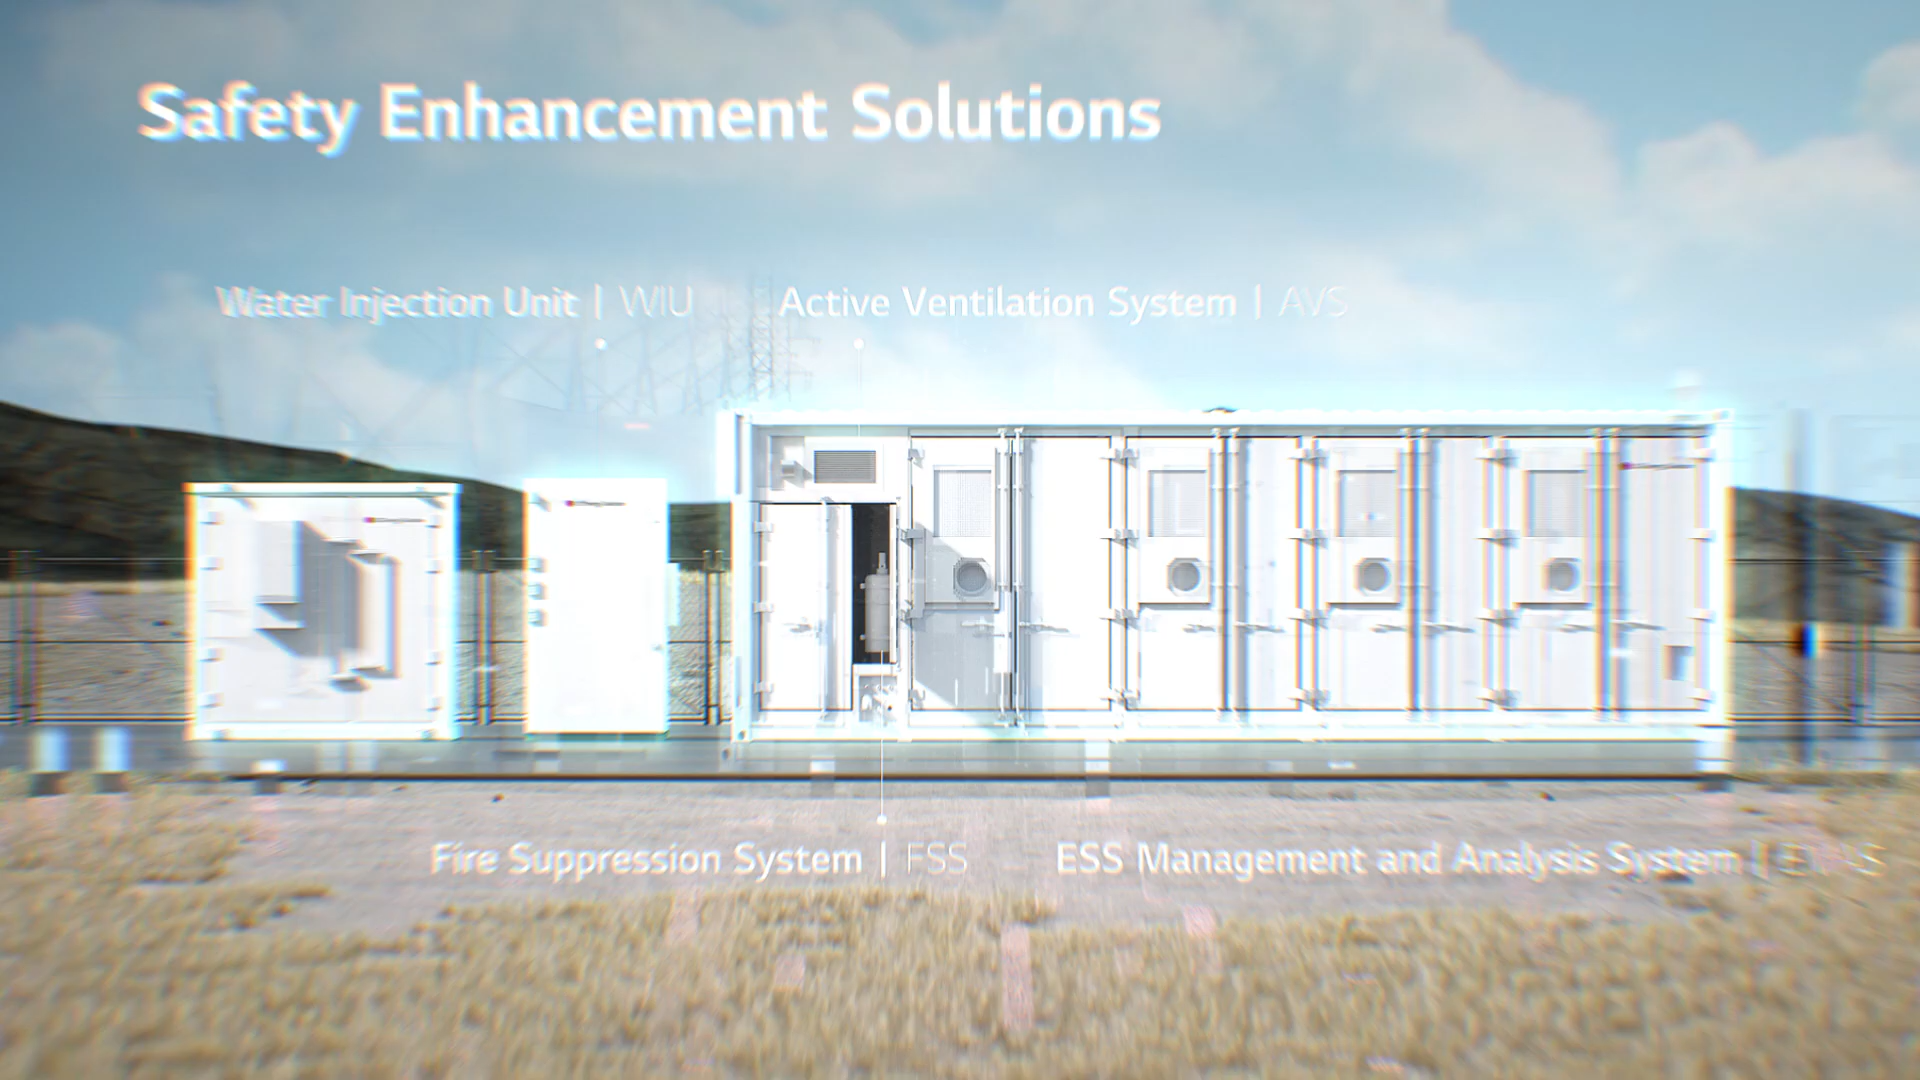 Safety Enhancement Solutions
Water Injection Unit | WIU
Active Ventilation System | AVS
Fire Suppression System | FSS
ESS Management and Analysis System |